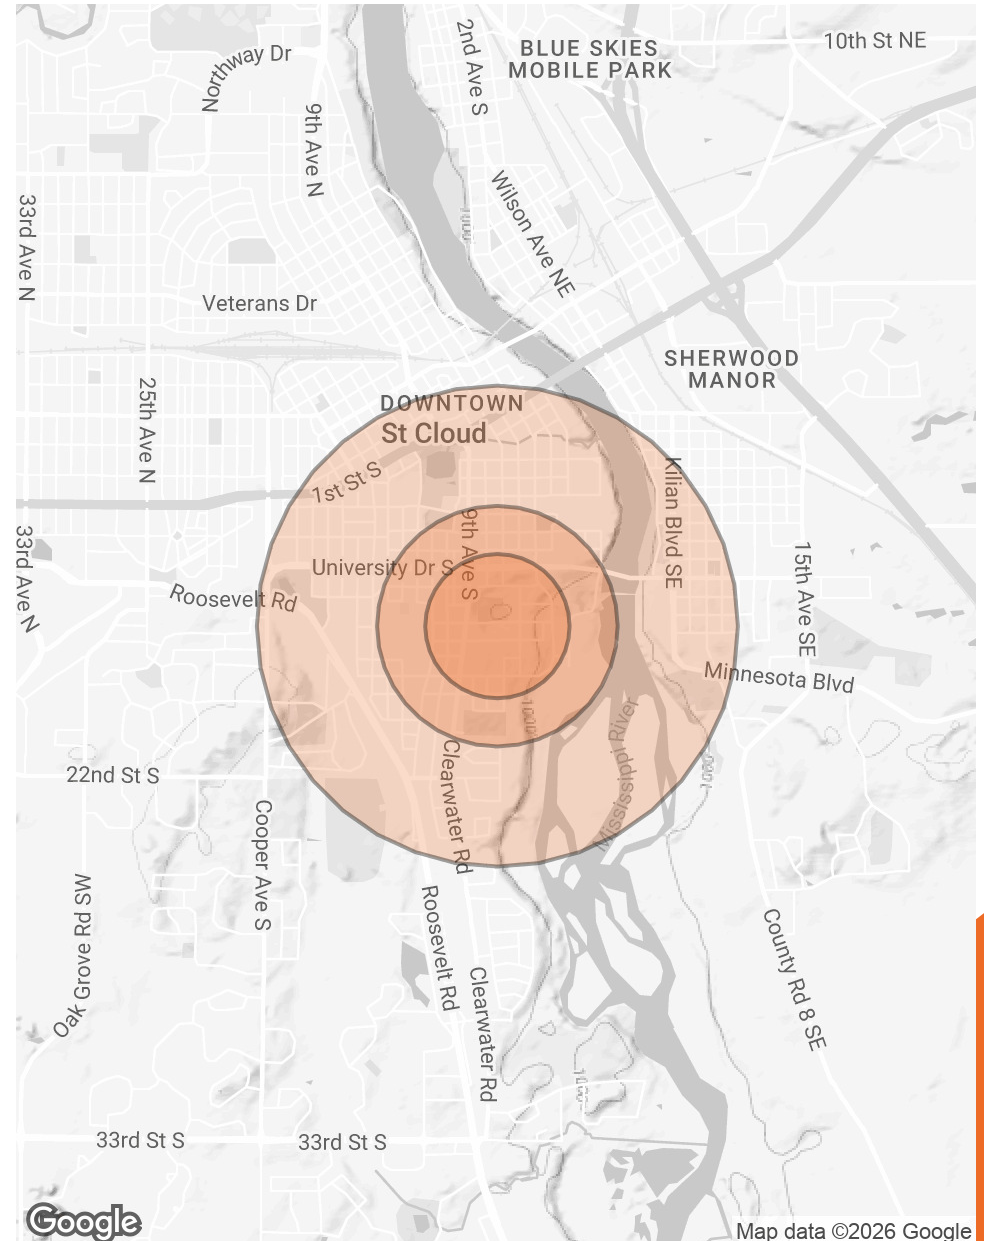 BLUE SKIES
MOBILE PARK
10th St NE
2nd Ave S
Northway Dr
9th Ave N
33rd Ave N
Wilson Ave NE
1000
Veterans Dr
SHERWOOD
MANOR
25th Ave N
DOWNTOWN
St Cloud
1st St S
Kilian Blvd SE
33rd Ave N
9th Ave S
University Dr S
15th Ave SE
Roosevelt Rd
Minnesota Blvd
1000
Mississippi River
1000
22nd St S
Clearwater Rd
Cooper Ave S
Oak Grove Rd SW
Roosevelt Rd
County Rd 8 SE
Clearwater Rd
33rd St S
33rd St S
Google
Map data ©2026 Google